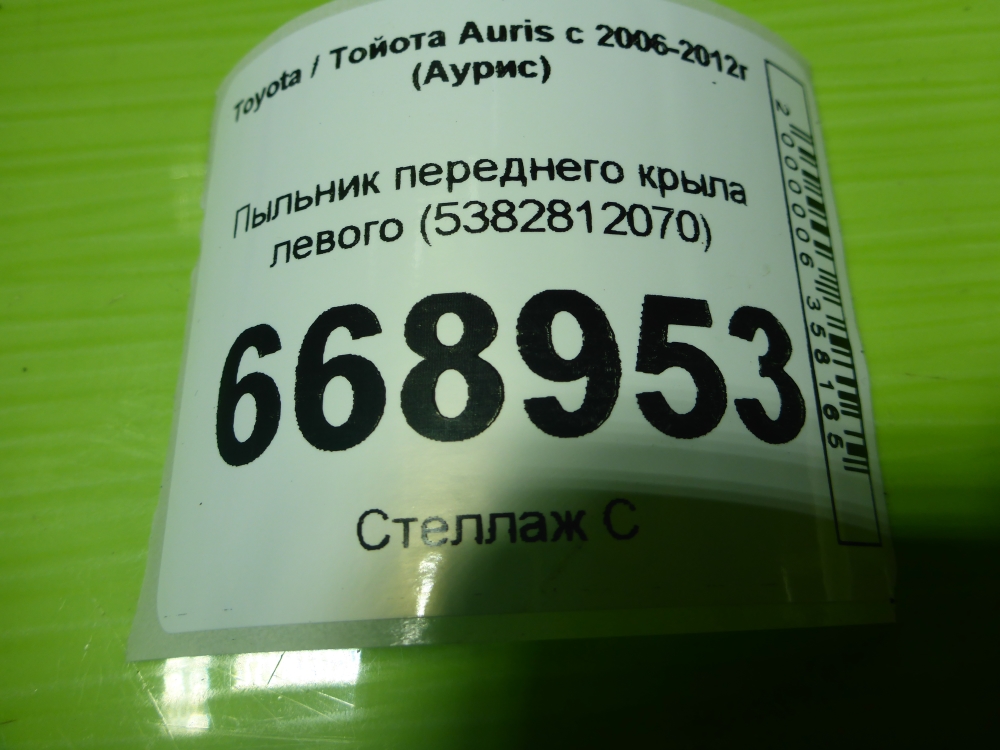 Toyota / Тойота Auris с 2006-2012г
(Аурис)
Пыльник переднего крыла
левого (5382812070)
668953
Стеллаж С
2000006358165